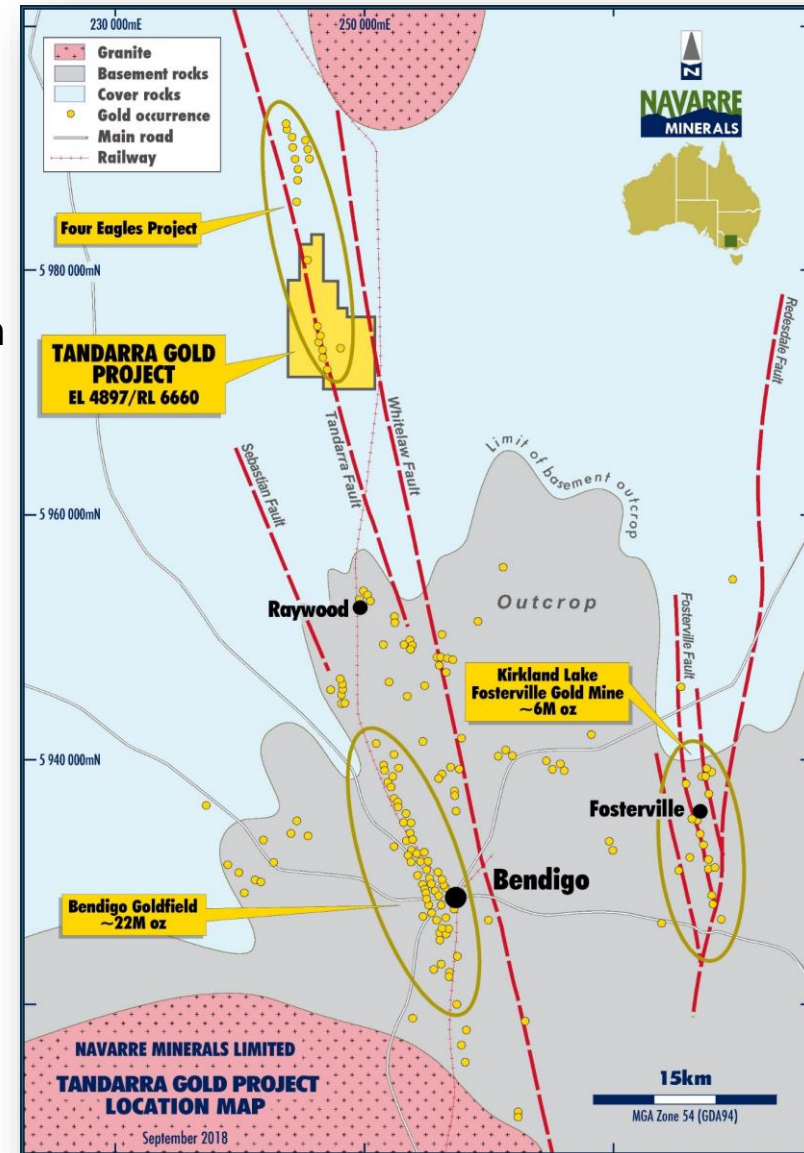 230 000mE
250 000mE
Granite
Basement rocks
Cover rocks
Gold occurrence
Main road
Railway
N
NAVARRE
MINERALS
Four Eagles Project
5 980 000mN
n
TANDARRA GOLD
PROJECT
EL 4897/RL 6660
Redesdale Fault
Whitelaw Fault
Tandarra Fault
Sebastian Fault
Limit of basement outcrop
5 960 000mN
Raywood
Outcrop
Fosterville Fault
Kirkland Lake
Fosterville Gold Mine
~6M oz
5 940 000mN
Fosterville
Bendigo
Bendigo Goldfield
~22M oz
NAVARRE MINERALS LIMITED
TANDARRA GOLD PROJECT
LOCATION MAP
September 2018
15km
MGA Zone 54 (GDA94)